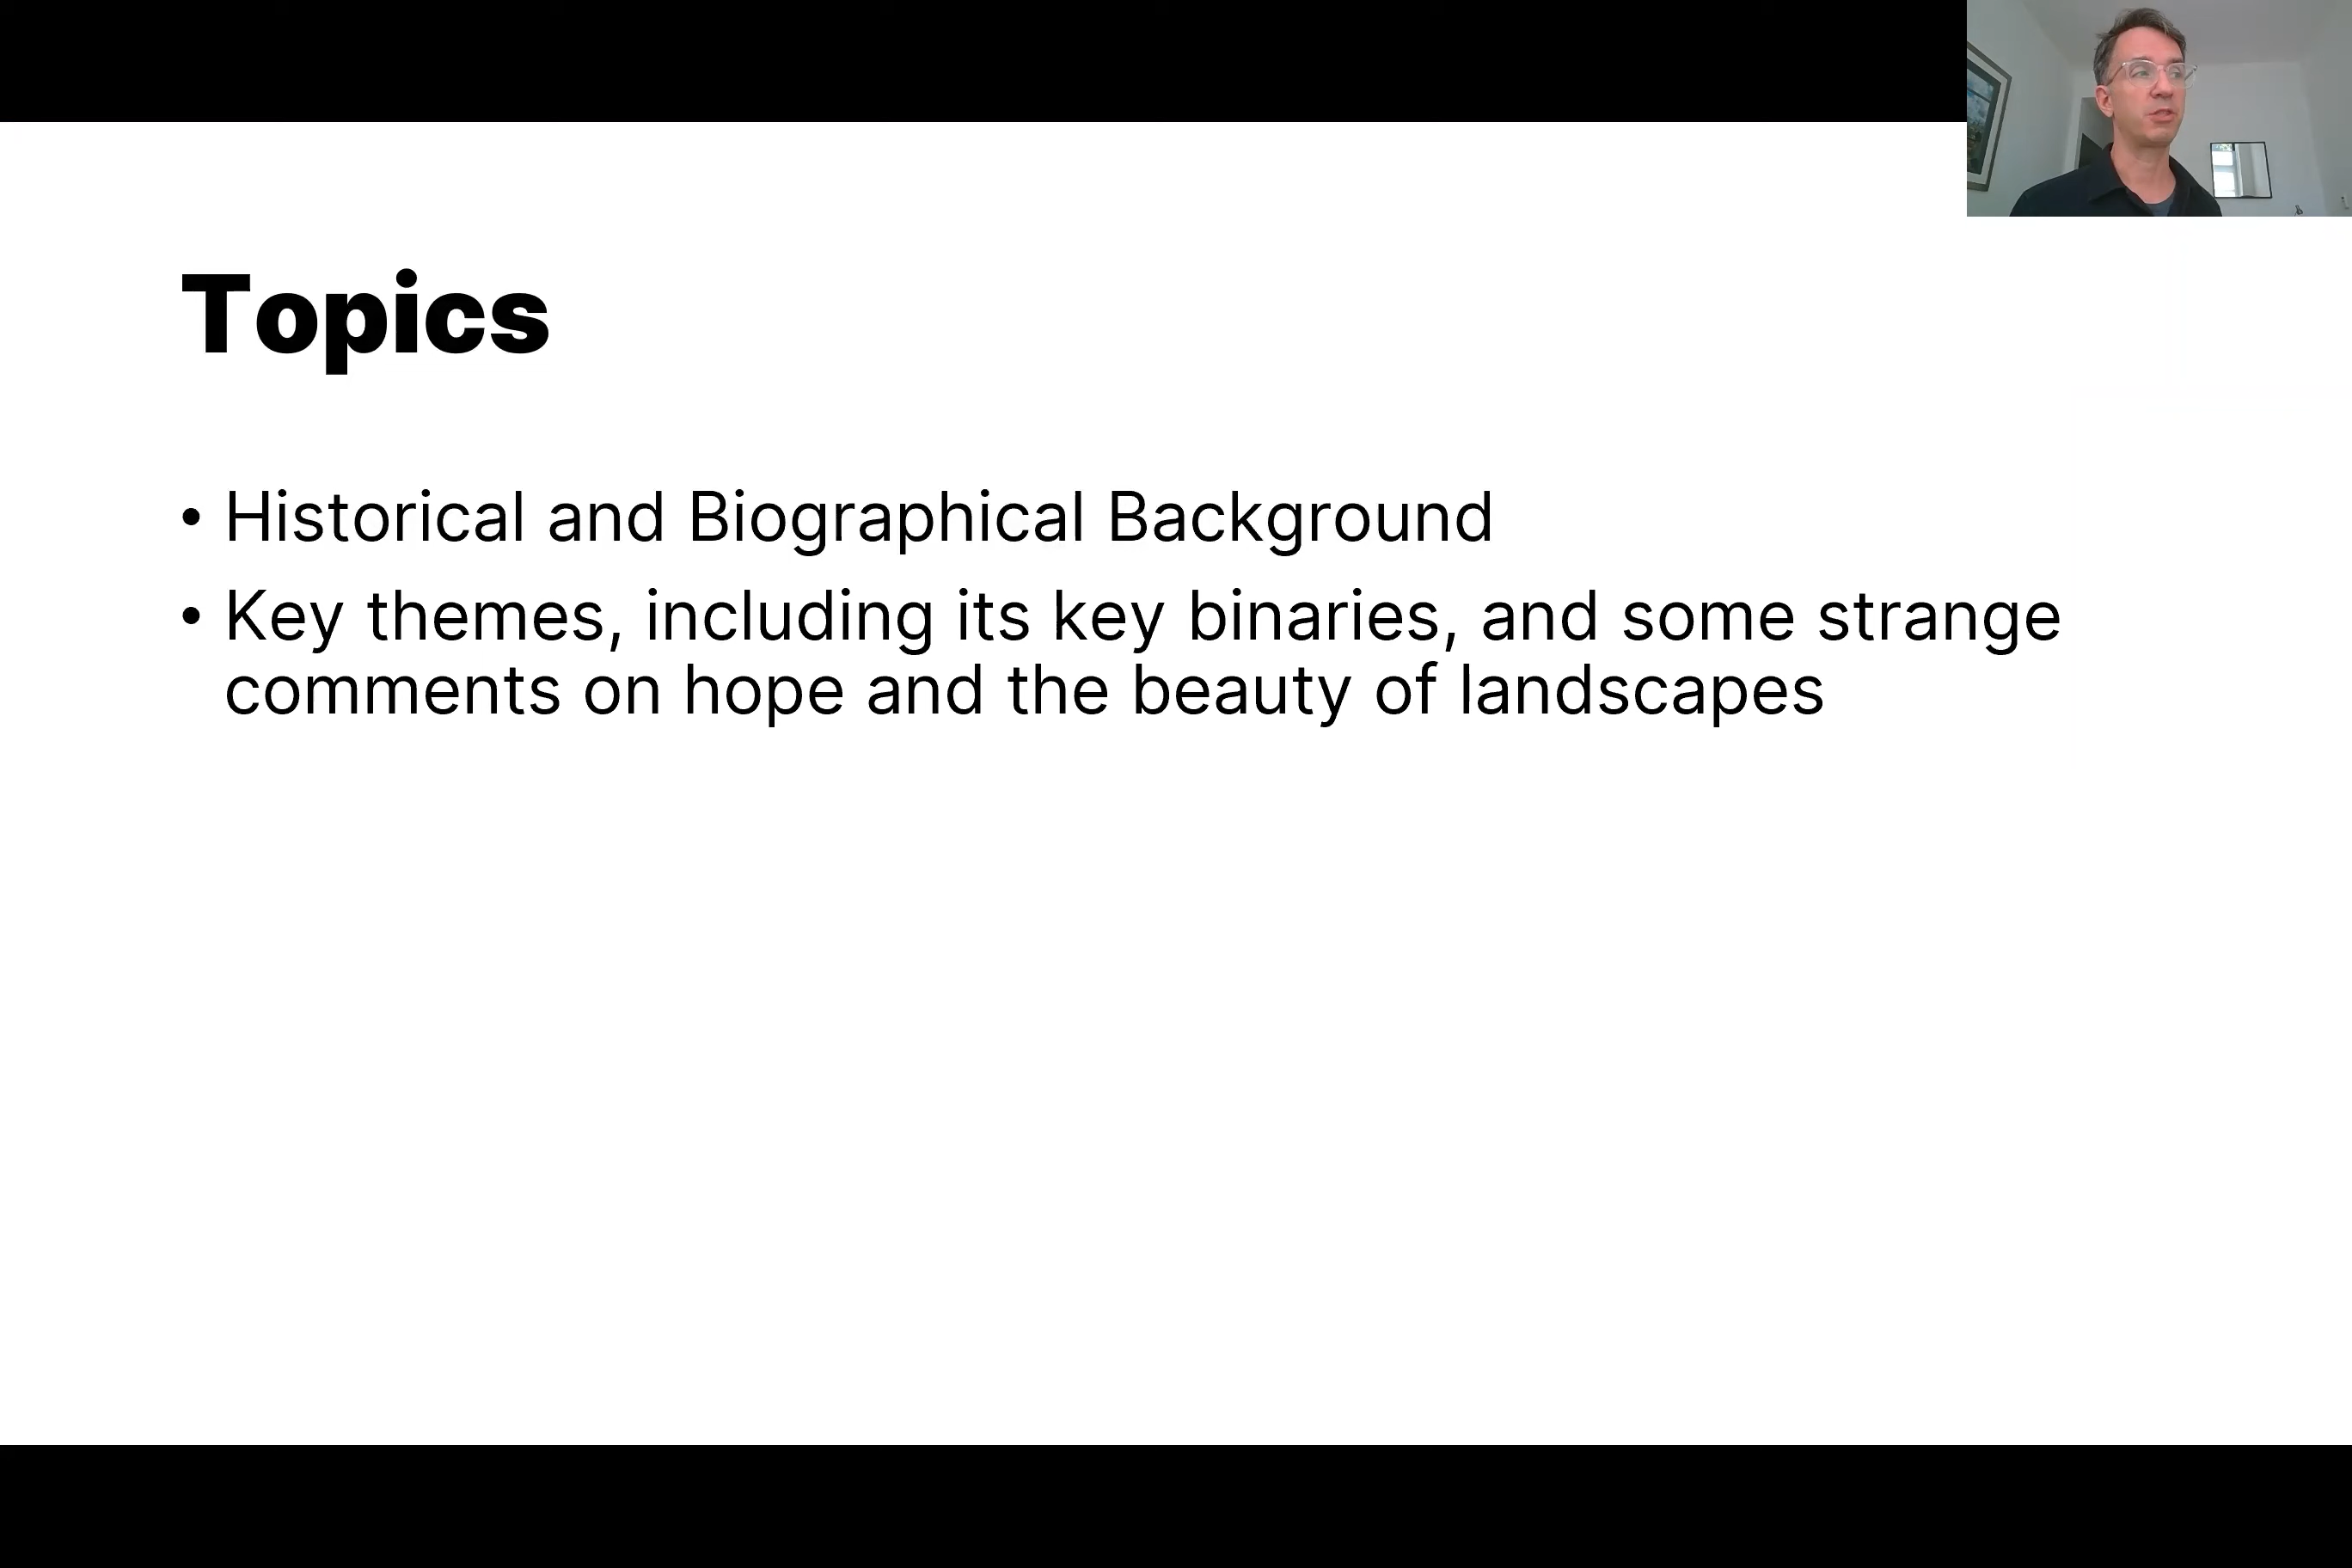 Topics
• Historical and Biographical Background
• Key themes, including its key binaries, and some strange
comments on hope and the beauty of landscapes